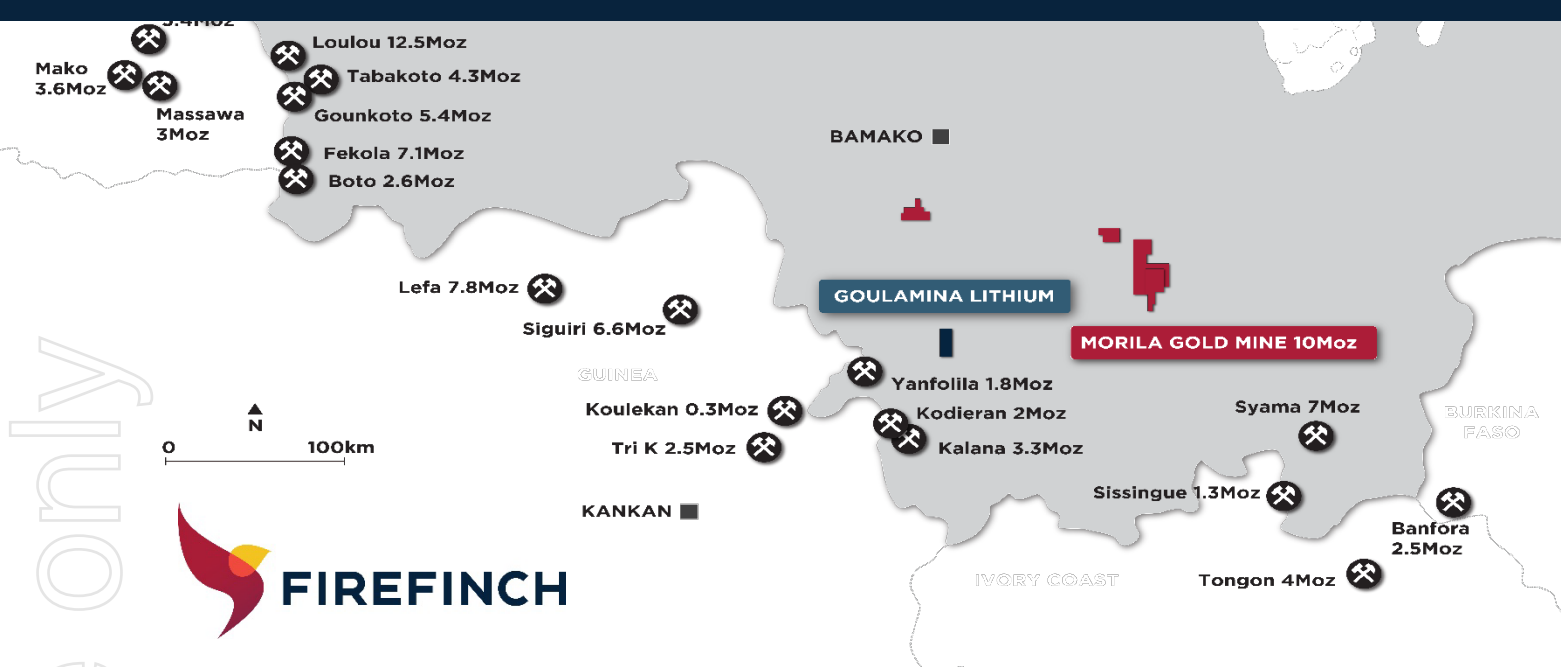 5.4Moz
Loulou 12.5Moz
Mako
3.6Moz
Tabakoto 4.3Moz
Massawa
3Moz
Gounkoto 5.4Moz
BAMAKO
Fekola 7.1Moz
Boto 2.6Moz
Lefa 7.8Moz
GOULAMINA LITHIUM
Siguiri 6.6Moz
MORILA GOLD MINE 10Moz
GUINEA
Yanfolila 1.8Moz
Koulekan 0.3Moz
Kodieran 2Moz
Syama 7Moz
BURKINA
FASO
N
0 100km
Tri K 2.5Moz
Kalana 3.3Moz
Sissingue 1.3Moz
KANKAN
Banfora
2.5Moz
IVORY COAST
Tongon 4Moz
FIREFINCH
only